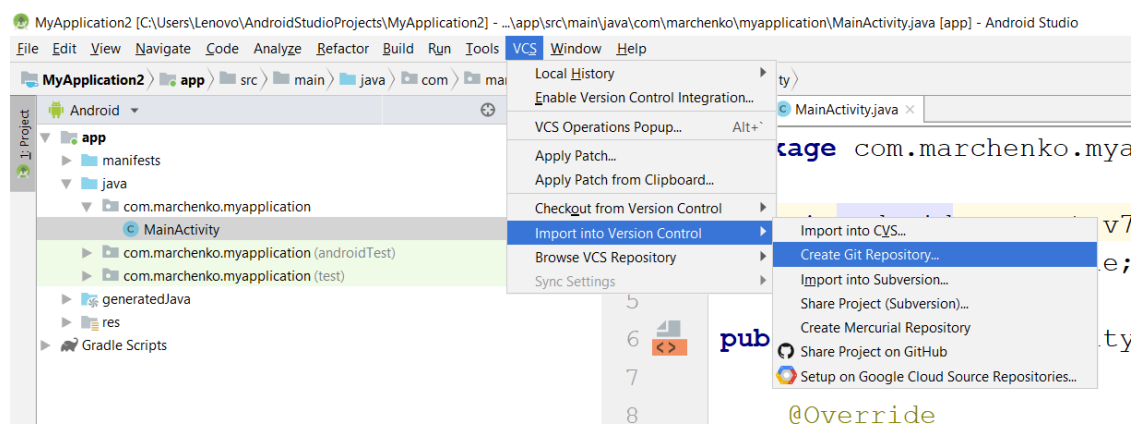 MyApplication2 [C:\Users\Lenovo\AndroidStudioProjects\MyApplication2] - ...\app\src\main\java\com\marchenko\myapplication\MainActivity.java [app] - Android Studio
File Edit View Navigate Code Analyze Refactor Build Run Tools VCS Window Help
MyApplication2 app src main java com mar
ty
1: Project
Android
app
manifests
java
com.marchenko.myapplication
MainActivity
com.marchenko.myapplication (androidTest)
com.marchenko.myapplication (test)
generatedJava
res
Gradle Scripts
Local History
Enable Version Control Integration...
VCS Operations Popup... Alt+`
Apply Patch...
Apply Patch from Clipboard...
Checkout from Version Control
Import into Version Control
Browse VCS Repository
Sync Settings
Import into CVS...
Create Git Repository...
Import into Subversion...
Share Project (Subversion)...
Create Mercurial Repository
Share Project on GitHub
Setup on Google Cloud Source Repositories...
MainActivity.java
kage com.marchenko.mya
v7
e;
5
6 pub ty
7
8 @Override